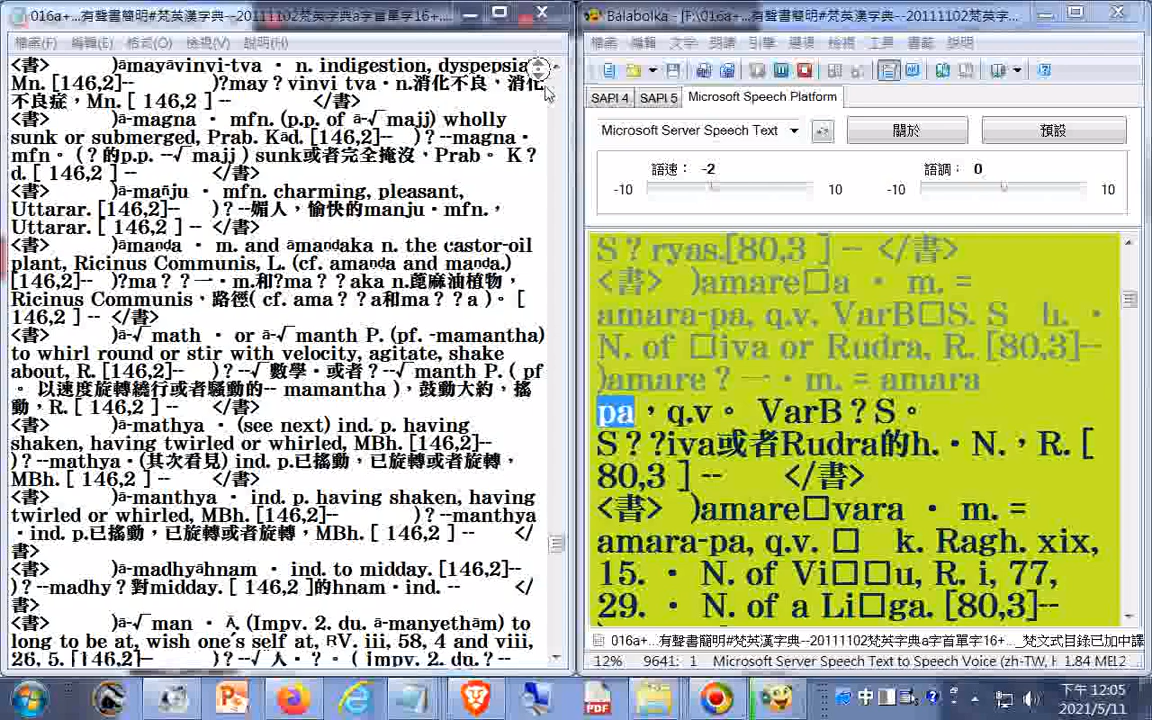 016a+...有聲書簡明#梵英漢字典--20111102梵英字典a字首單字16+...
檔案(F) 編輯(E) 格式(O) 檢視(V) 說明(H)
<書> )āmayāvinvi-tva · n. indigestion, dyspepsia,
Mn. [146,2-- )?may？vinvi tva · n.消化不良，消化
不良症，Mn. [ 146,2 ] -- </書>
<書> )ā-magna · mfn. (p.p. of ā-√majj) wholly
sunk or submerged, Prab. Kād. [146,2]-- )？--magna ·
mfn。(？的p.p. --√majj ) sunk或者完全掩沒，Prab。 K？
d. [ 146,2 ] -- </書>
<書> )ā-mañju · mfn. charming, pleasant,
Uttarar. [146,2]-- )？--媚人，愉快的manju · mfn.，
Uttarar. [ 146,2 ] -- </書>
<書> )āmaṇḍa · m. and āmaṇḍaka n. the castor-oil
plant, Ricinus Communis, L. (cf. amaṇḍa and maṇḍa.)
[146,2]-- )?ma？？一 · m.和?ma？？aka n.蓖麻油植物，
Ricinus Communis，路徑( cf. ama？？a和ma？？a )。 [
146,2 ] -- </書>
<書> )ā-√math · or ā-√manth P. (pf. -mamantha)
to whirl round or stir with velocity, agitate, shake
about, R. [146,2]-- )？--√數學 · 或者？--√manth P. ( pf
。 以速度旋轉繞行或者騷動的-- mamantha )，鼓動大約，搖
動，R. [ 146,2 ] -- </書>
<書> )ā-mathya · (see next) ind. p. having
shaken, having twirled or whirled, MBh. [146,2]--
)？--mathya · (其次看見) ind. p.已搖動，已旋轉或者旋轉，
MBh. [ 146,2 ] -- </書>
<書> )ā-manthya · ind. p. having shaken, having
twirled or whirled, MBh. [146,2]-- )？--manthya
· ind. p.已搖動，已旋轉或者旋轉，MBh. [ 146,2 ] -- </
書>
<書> )ā-madhyāhnam · ind. to midday. [146,2]--
)？--madhy？對midday. [ 146,2 ]的hnam · ind. -- </
書>
<書> )ā-√man · Ā. (Impv. 2. du. ā-manyethām) to
long to be at, wish one's self at, RV. iii, 58, 4 and viii,
26, 5. [146,2]-- )？--√人 · ？。 ( impv. 2. du. ？--
Balabolka - [F:\016a+...有聲書簡明#梵英漢字典--20111102梵英字...
檔案 編輯 文字 朗讀 引擎 選項 檢視 工具 書籤 說明
SAPI 4 SAPI 5 Microsoft Speech Platform
Microsoft Server Speech Text 關於 預設
語速： -2 語調： 0
-10 10 -10 10
S？ryas.[80,3 ] -- </書>
<書> )amare□a · m. =
amara-pa, q.v. VarB□S. S h. ·
N. of □iva or Rudra, R. [80,3]--
)amare？一 · m. = amara
pa，q.v。 VarB？S。
S？?iva或者Rudra的h. · N.，R. [
80,3 ] -- </書>
<書> )amare□vara · m. =
amara-pa, q.v. □ k. Ragh. xix,
15. · N. of Vi□□u, R. i, 77,
29. · N. of a Li□ga. [80,3]--
016a+...有聲書簡明#梵英漢字典--20111102梵英字典a字首單字16+..._梵文式目錄已加中譯
12% 9641: 1 Microsoft Server Speech Text to Speech Voice (zh-TW, H 1.84 MEL2
中
下午 12:05
2021/5/11